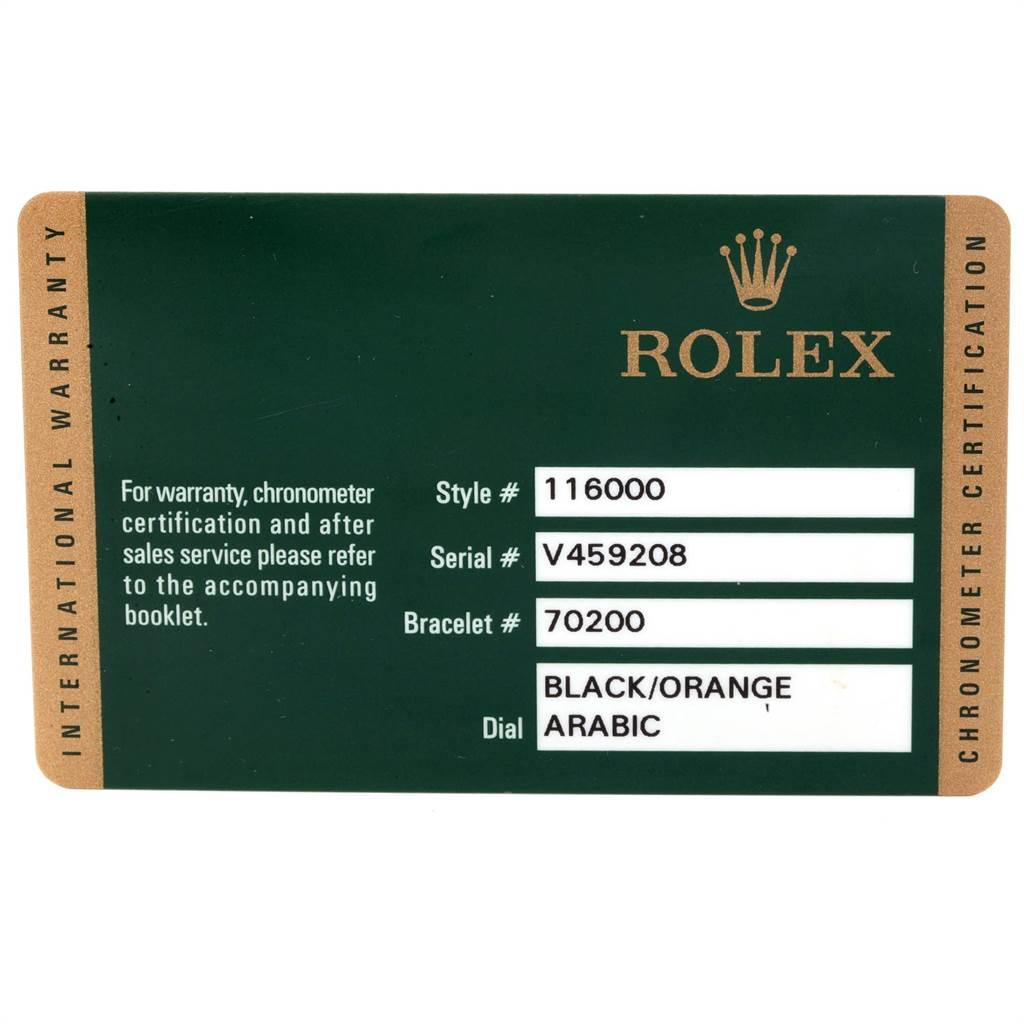 INTERNATIONAL WARRANTY
ROLEX
For warranty, chronometer
certification and after
sales service please refer
to the accompanying
booklet.
Style # 116000
Serial # V459208
Bracelet # 70200
Dial BLACK/ORANGE
ARABIC
CHRONOMETER CERTIFICATION